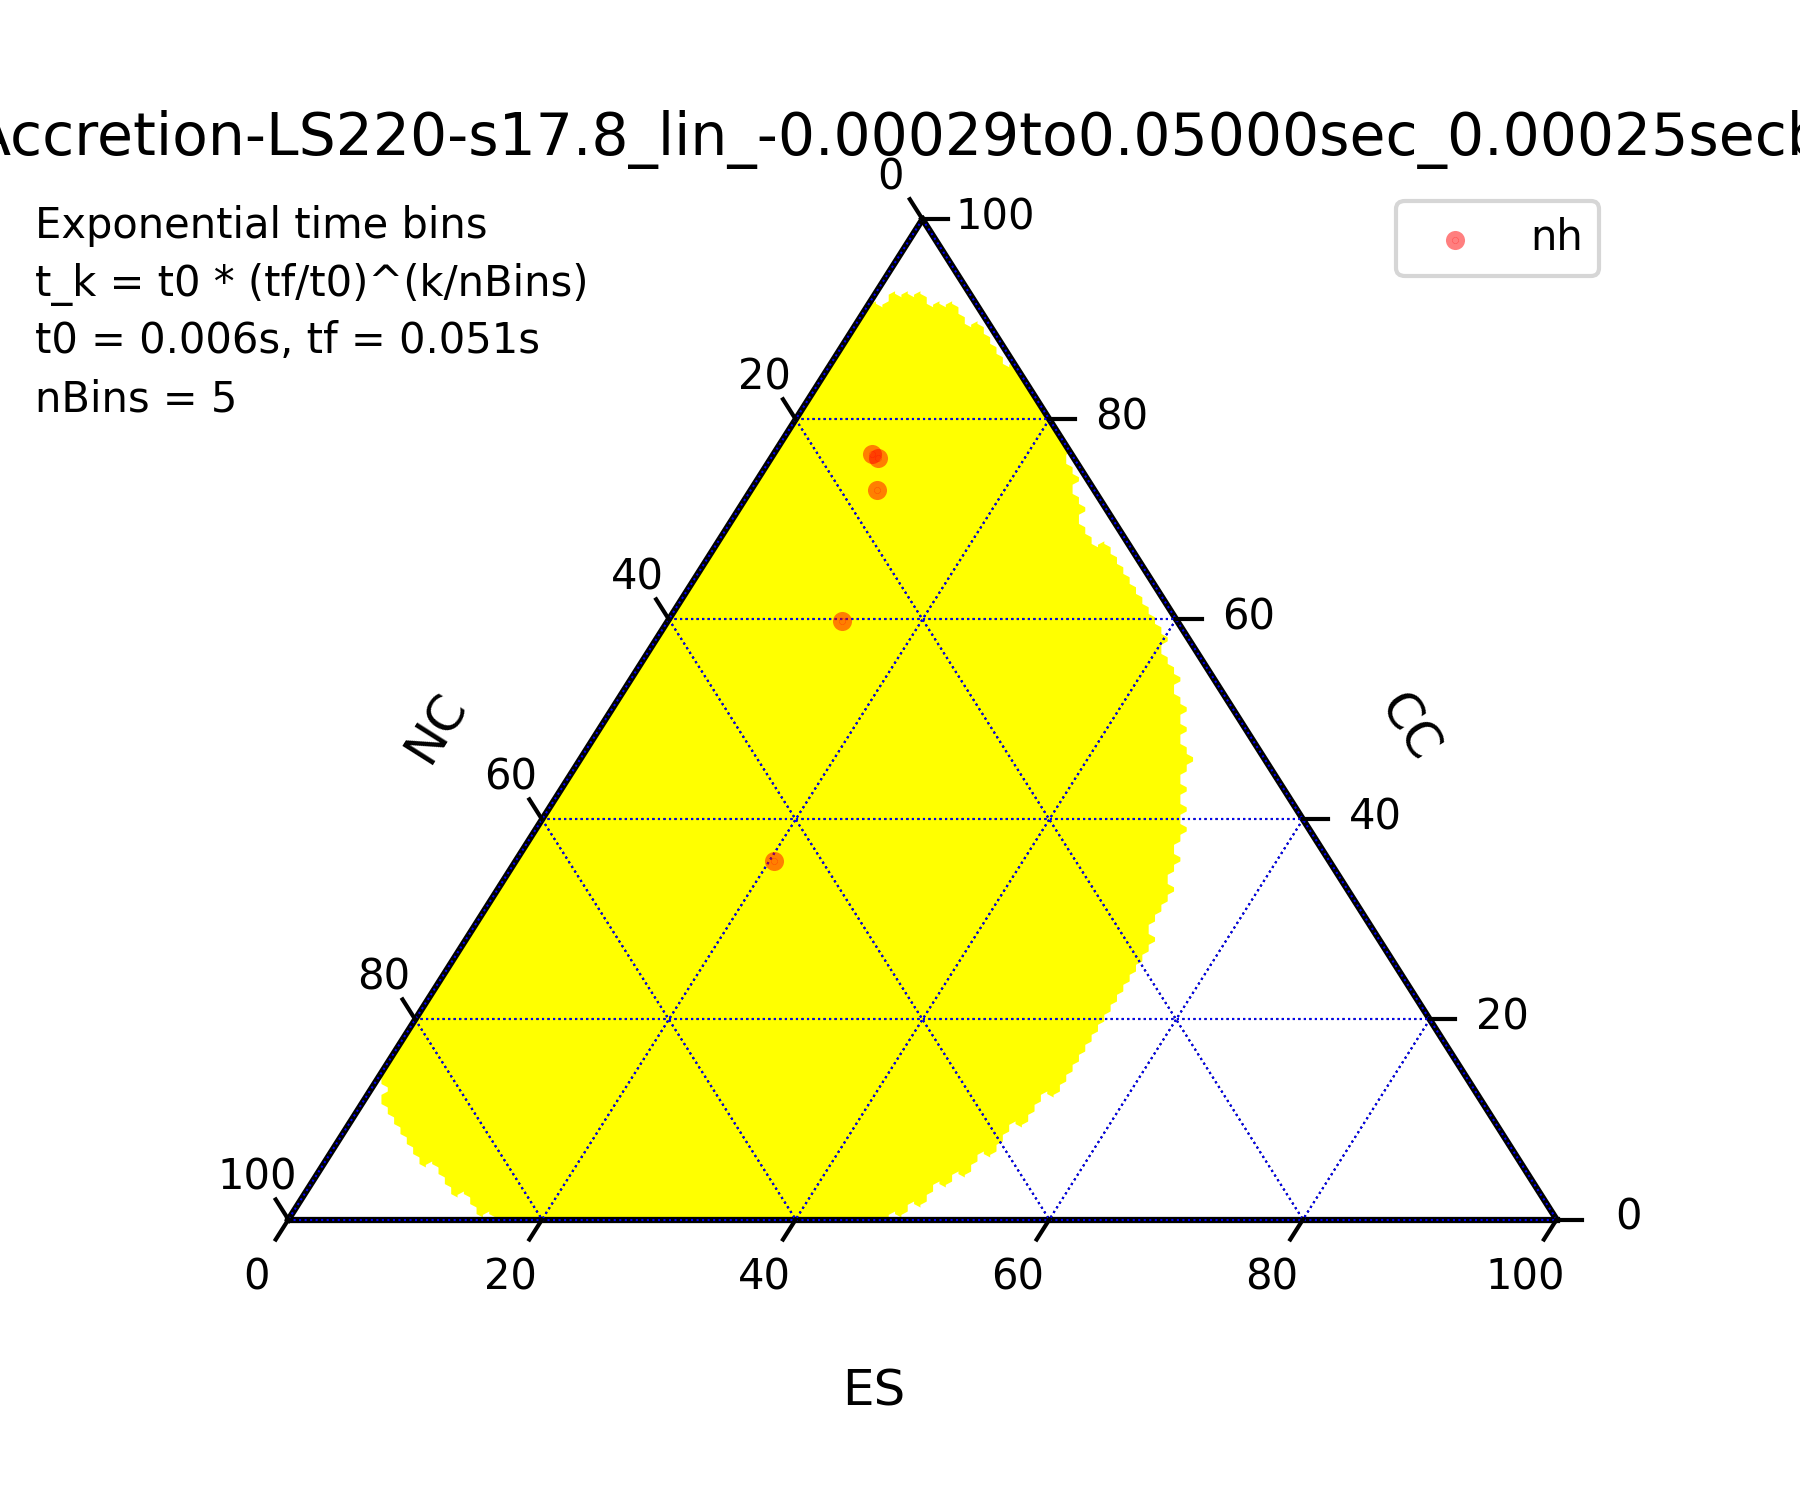 Accretion-LS220-s17.8_lin_-0.00029to0.05000sec_0.00025secb
Exponential time bins
t_k = t0 * (tf/t0)^(k/nBins)
t0 = 0.006s, tf = 0.051s
nBins = 5
nh
0
100
20
80
40
60
NC
CC
60
40
80
20
100
0
0
20
40
60
80
100
ES